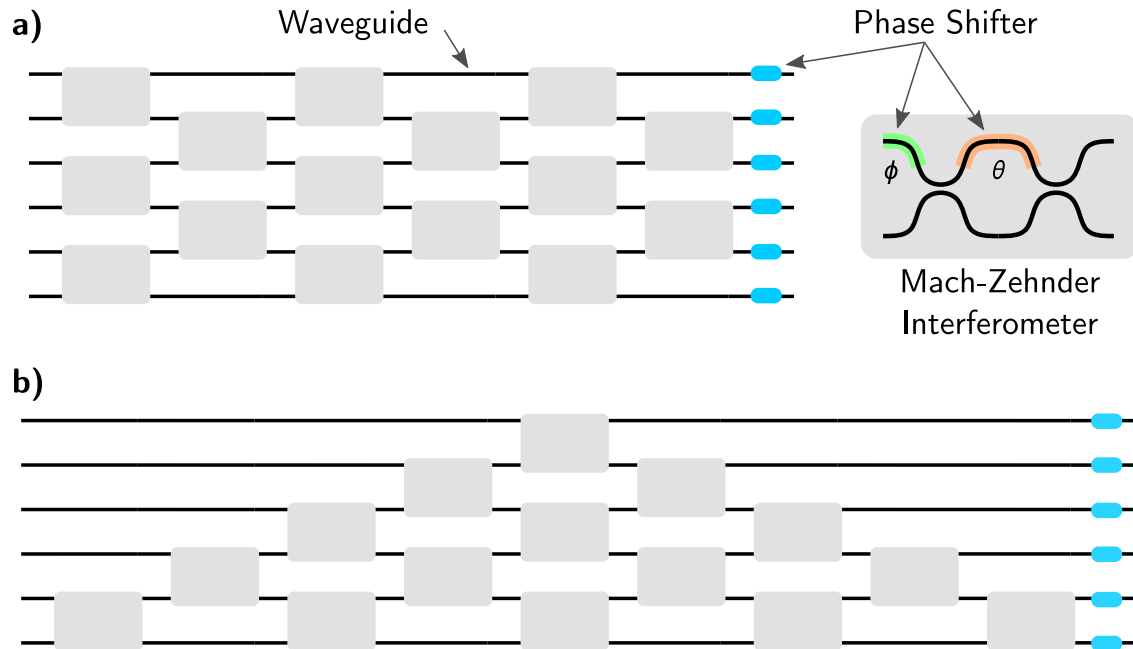 a)
Waveguide
Phase Shifter
ϕ
θ
Mach-Zehnder
Interferometer
b)